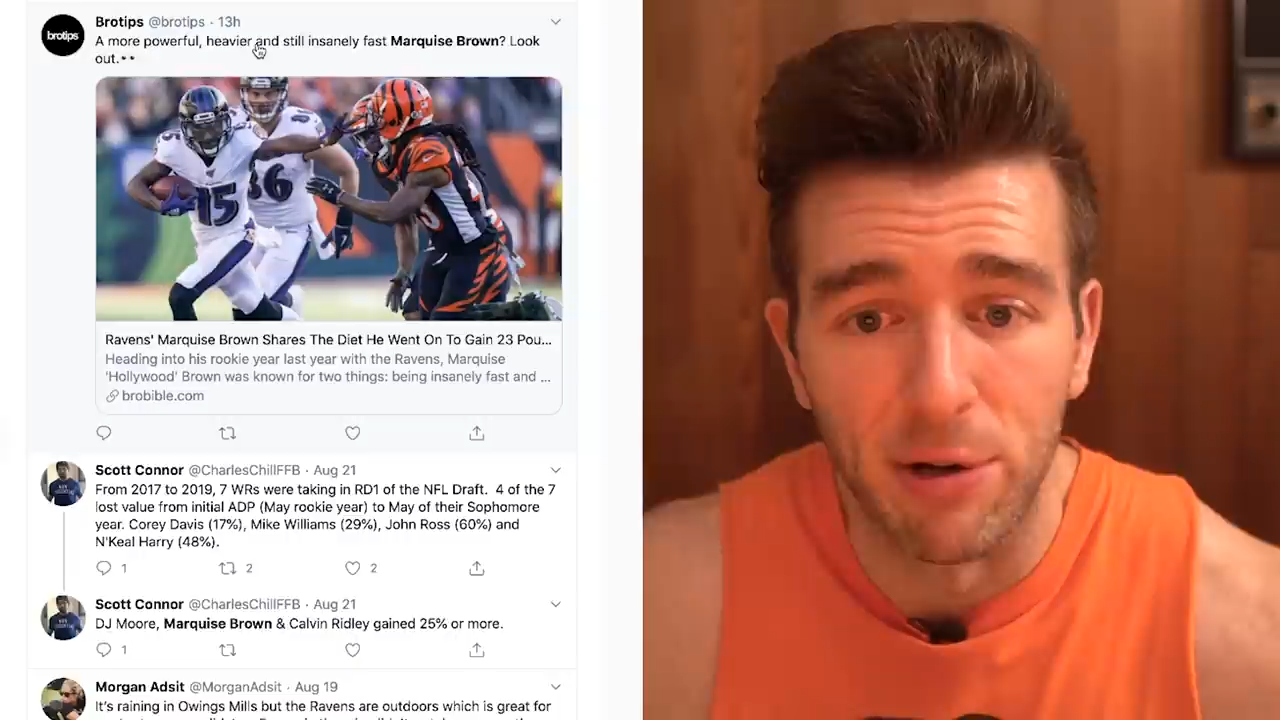 brotips
Brotips @brotips · 13h
A more powerful, heavier and still insanely fast Marquise Brown? Look
out.👀
15
86
Ravens' Marquise Brown Shares The Diet He Went On To Gain 23 Pou...
Heading into his rookie year last year with the Ravens, Marquise
'Hollywood' Brown was known for two things: being insanely fast and ...
brobible.com
Scott Connor @CharlesChillFFB · Aug 21
From 2017 to 2019, 7 WRs were taking in RD1 of the NFL Draft. 4 of the 7
lost value from initial ADP (May rookie year) to May of their Sophomore
year. Corey Davis (17%), Mike Williams (29%), John Ross (60%) and
N'Keal Harry (48%).
1 2 2
Scott Connor @CharlesChillFFB · Aug 21
DJ Moore, Marquise Brown & Calvin Ridley gained 25% or more.
1
Morgan Adsit @MorganAdsit · Aug 19
It's raining in Owings Mills but the Ravens are outdoors which is great for